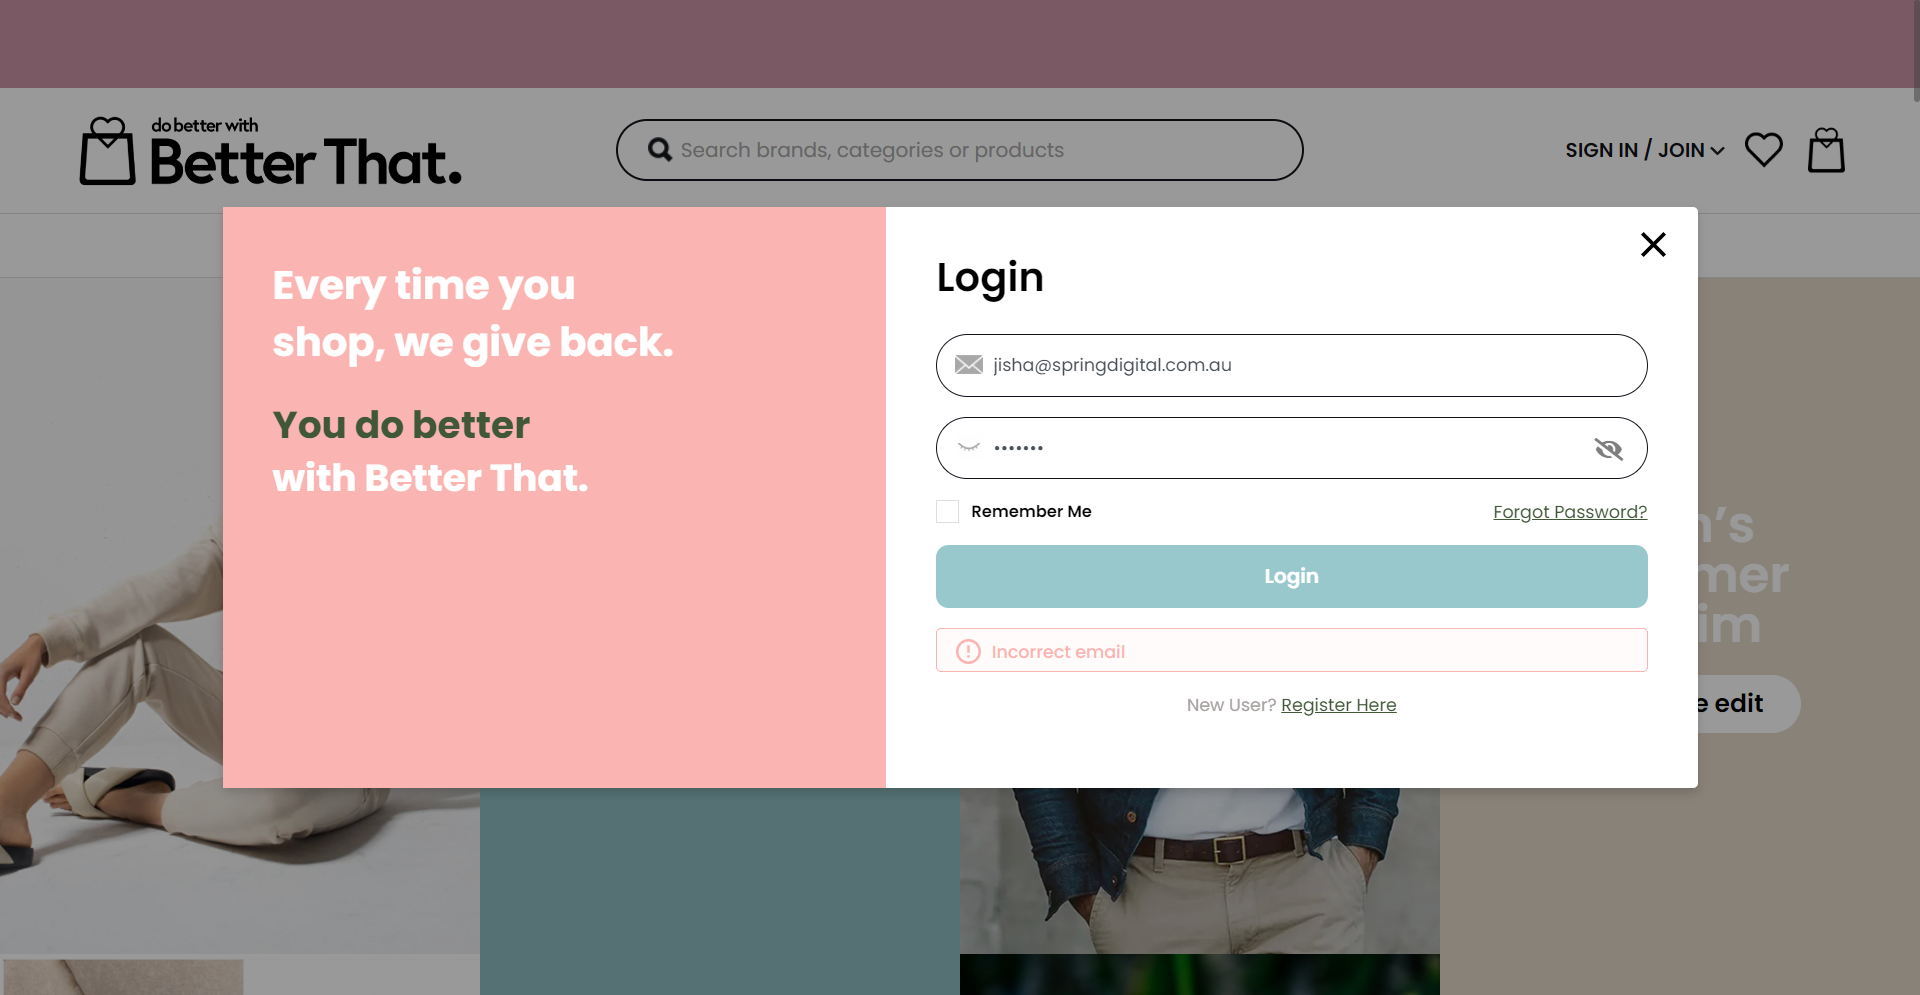 do better with
Better That.
Search brands, categories or products
SIGN IN / JOIN
Every time you
shop, we give back.
You do better
with Better That.
Login
jisha@springdigital.com.au
•••••••
Remember Me
Forgot Password?
Login
Incorrect email
New User? Register Here
edit